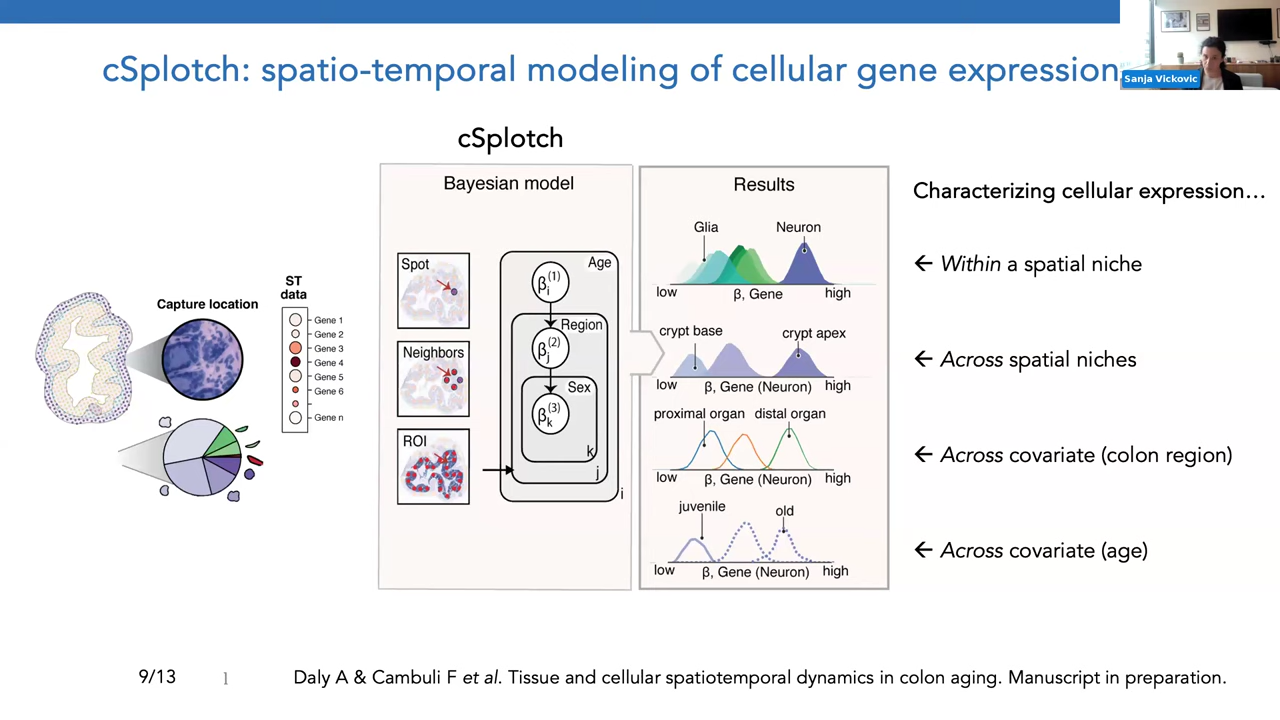 cSplotch: spatio-temporal modeling of cellular gene expression
Sanja Vickovic
cSplotch
Bayesian model
Results
Characterizing cellular expression…
Capture location
ST
data
Gene 1
Gene 2
Gene 3
Gene 4
Gene 5
Gene 6
Gene n
Spot
Neighbors
ROI
Age
βi(1)
Region
βj(2)
Sex
βk(3)
k
j
i
Glia
Neuron
low
β, Gene
high
← Within a spatial niche
crypt base
crypt apex
low
β, Gene (Neuron)
high
← Across spatial niches
proximal organ
distal organ
low
β, Gene (Neuron)
high
← Across covariate (colon region)
juvenile
old
low
β, Gene (Neuron)
high
← Across covariate (age)
9/13
1
Daly A & Cambuli F et al. Tissue and cellular spatiotemporal dynamics in colon aging. Manuscript in preparation.